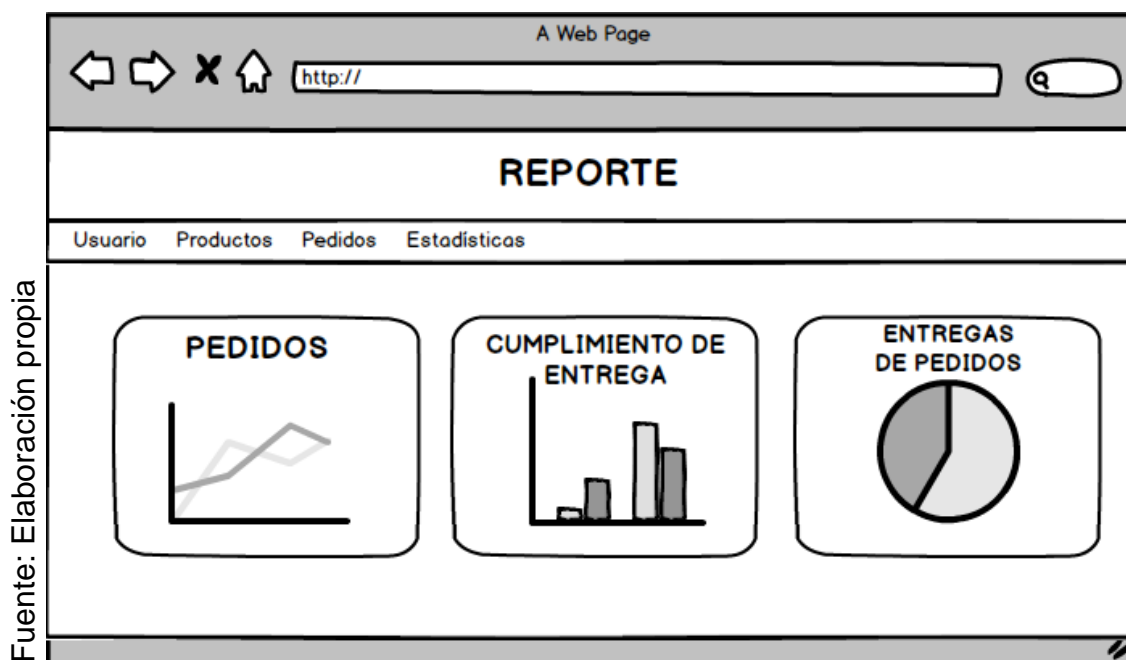 A Web Page
http://
REPORTE
Usuario Productos Pedidos Estadísticas
PEDIDOS
CUMPLIMIENTO DE
ENTREGA
ENTREGAS
DE PEDIDOS
Fuente: Elaboración propia